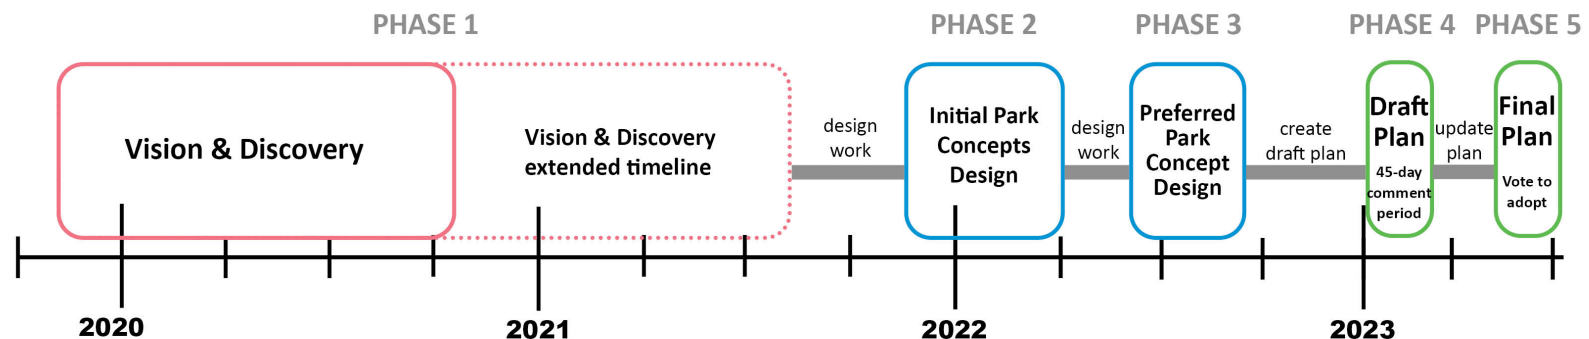 PHASE 1
PHASE 2
PHASE 3
PHASE 4
PHASE 5
Vision & Discovery
Vision & Discovery
extended timeline
design
work
Initial Park
Concepts
Design
design
work
Preferred
Park
Concept
Design
create
draft plan
Draft
Plan
45-day
comment
period
update
plan
Final
Plan
Vote to
adopt
2020
2021
2022
2023